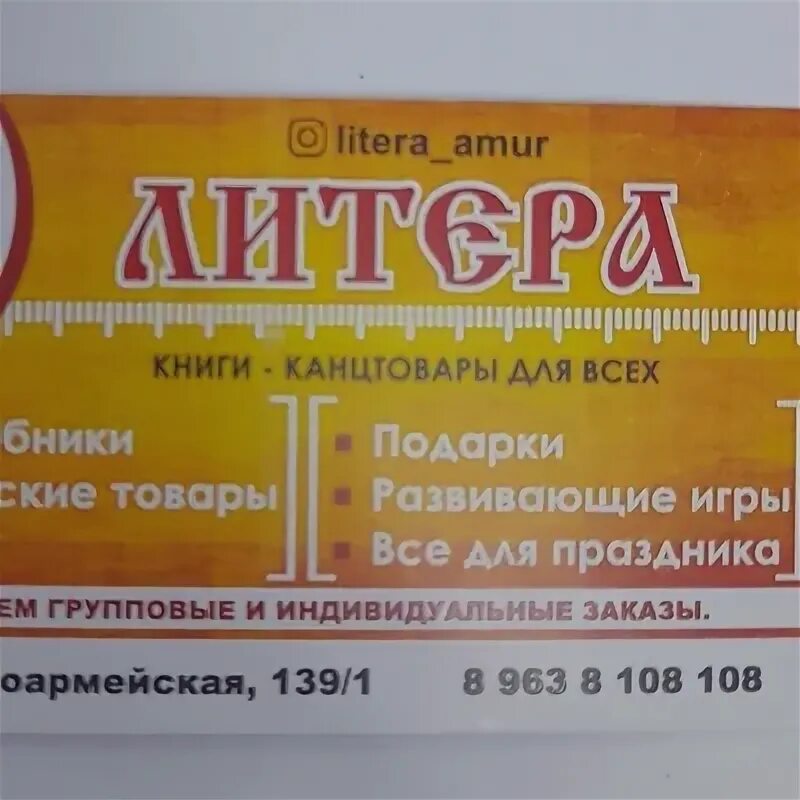 litera_amur
ЛИТЕРА
КНИГИ - КАНЦТОВАРЫ ДЛЯ ВСЕХ
бники
Подарки
ские товары
Развивающие игры
Все для праздника
ЕМ ГРУППОВЫЕ И ИНДИВИДУАЛЬНЫЕ ЗАКАЗЫ.
оармейская, 139/1 8 963 8 108 108